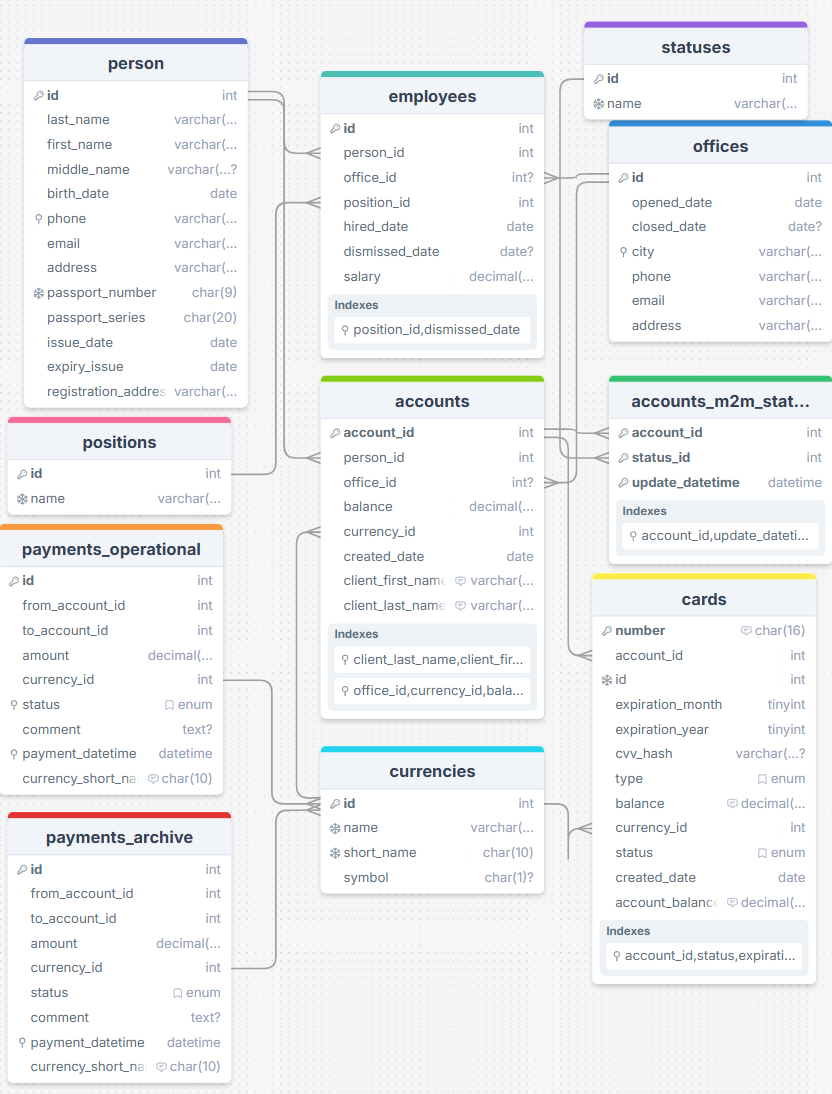 person
id int
last_name varchar(...
first_name varchar(...
middle_name varchar(...?
birth_date date
phone varchar(...
email varchar(...
address varchar(...
passport_number char(9)
passport_series char(20)
issue_date date
expiry_issue date
registration_addres varchar(...
positions
id int
name varchar(...
payments_operational
id int
from_account_id int
to_account_id int
amount decimal(...
currency_id int
status enum
comment text?
payment_datetime datetime
currency_short_na char(10)
payments_archive
id int
from_account_id int
to_account_id int
amount decimal(...
currency_id int
status enum
comment text?
payment_datetime datetime
currency_short_na char(10)
employees
id int
person_id int
office_id int?
position_id int
hired_date date
dismissed_date date?
salary decimal(...
Indexes
position_id,dismissed_date
accounts
account_id int
person_id int
office_id int?
balance decimal(...
currency_id int
created_date date
client_first_name varchar(...
client_last_name varchar(...
Indexes
client_last_name,client_fir...
office_id,currency_id,bala...
currencies
id int
name varchar(...
short_name char(10)
symbol char(1)?
statuses
id int
name varchar(...
offices
id int
opened_date date
closed_date date?
city varchar(...
phone varchar(...
email varchar(...
address varchar(...
accounts_m2m_stat...
account_id int
status_id int
update_datetime datetime
Indexes
account_id,update_dateti...
cards
number char(16)
account_id int
id int
expiration_month tinyint
expiration_year tinyint
cvv_hash varchar(...?
type enum
balance decimal(...
currency_id int
status enum
created_date date
account_balance decimal(...
Indexes
account_id,status,expirati...